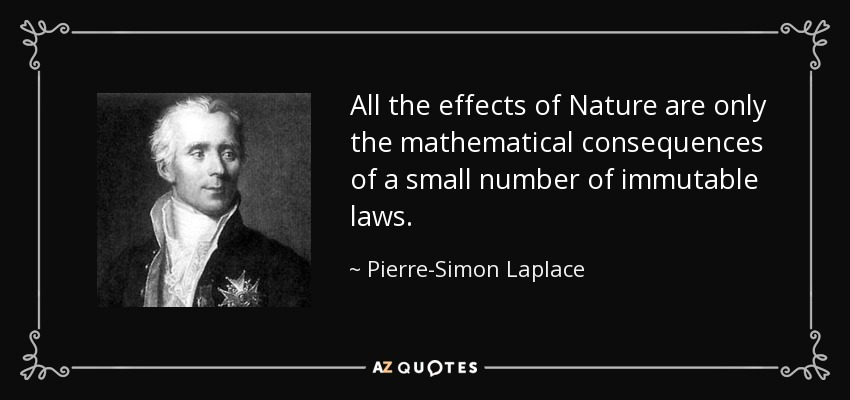 All the effects of Nature are only
the mathematical consequences
of a small number of immutable
laws.
~ Pierre-Simon Laplace
AZ QUOTES